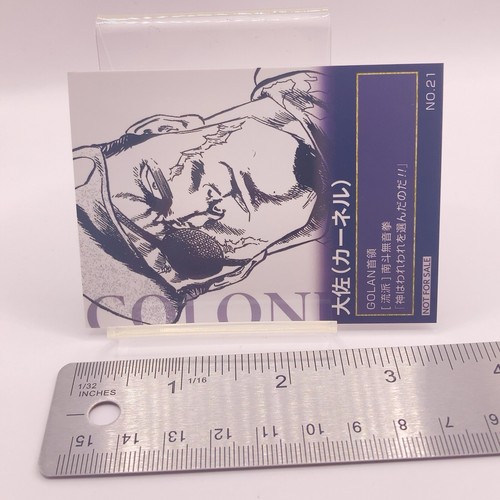 NO.21
大佐(カーネル)
GOLAN首領
[流派]南斗無音拳
「神はわれわれを選んだのだ!!」
NOT FOR SALE
COLONE
1/32
INCHES
1/16
1 2 3 4
15 14 13 12 11 10 9 8 7 6